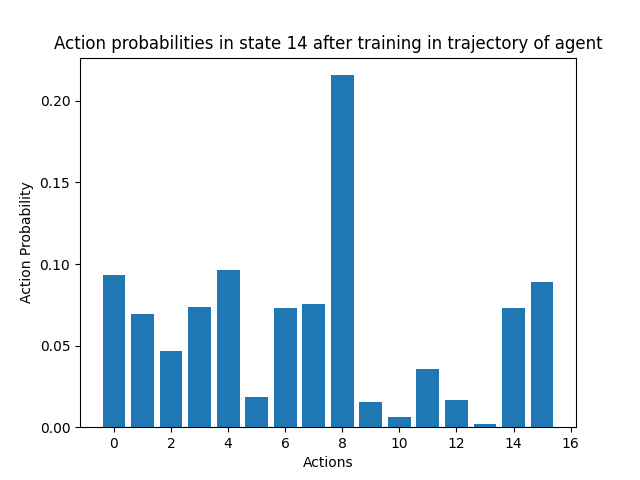 Action probabilities in state 14 after training in trajectory of agent
0.20
0.15
0.10
0.05
0.00
Action Probability
0 2 4 6 8 10 12 14 16
Actions